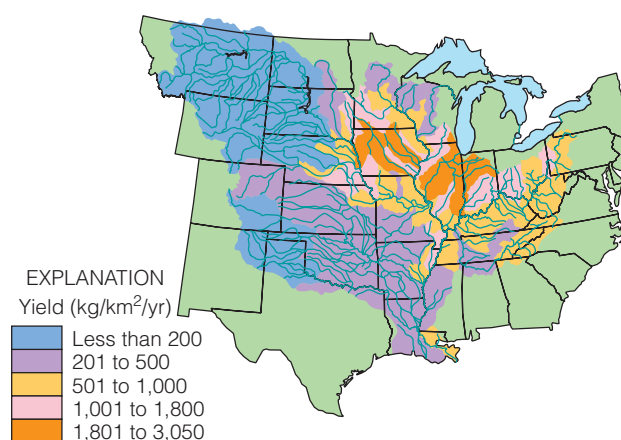 EXPLANATION
Yield (kg/km²/yr)
Less than 200
201 to 500
501 to 1,000
1,001 to 1,800
1,801 to 3,050